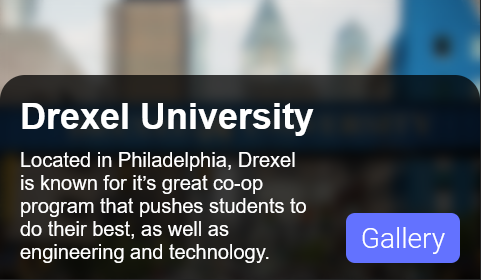 Drexel University
Located in Philadelphia, Drexel
is known for it's great co-op
program that pushes students to
do their best, as well as
engineering and technology.
Gallery